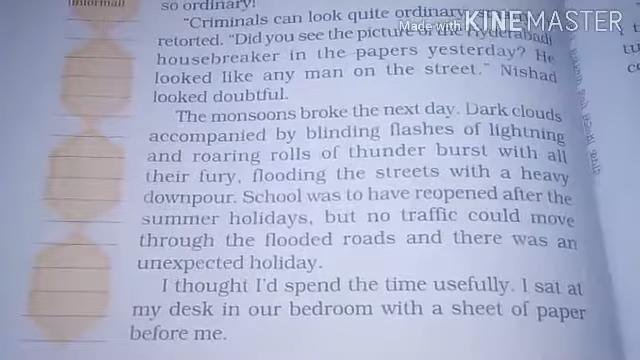 informal)
so ordinary!
Made with KINEMASTER
"Criminals can look quite ordinary,"
retorted. "Did you see the picture of the Hyderabadi
housebreaker in the papers yesterday? He
looked like any man on the street." Nishad
looked doubtful.
The monsoons broke the next day. Dark clouds
accompanied by blinding flashes of lightning
and roaring rolls of thunder burst with all
their fury, flooding the streets with a heavy
downpour. School was to have reopened after the
summer holidays, but no traffic could move
through the flooded roads and there was an
unexpected holiday.
I thought I'd spend the time usefully. I sat at
my desk in our bedroom with a sheet of paper
before me.